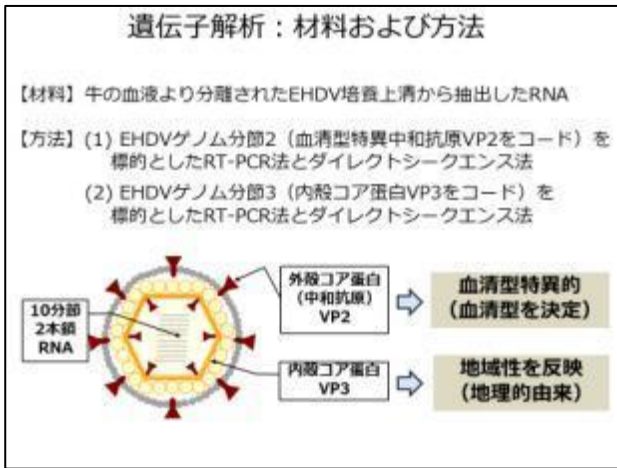 遺伝子解析：材料および方法
【材料】牛の血液より分離されたEHDV培養上清から抽出したRNA
【方法】(1) EHDVゲノム分節2（血清型特異中和抗原VP2をコード）を
標的としたRT-PCR法とダイレクトシークエンス法
(2) EHDVゲノム分節3（内殻コア蛋白VP3をコード）を
標的としたRT-PCR法とダイレクトシークエンス法
10分節
2本鎖
RNA
外殻コア蛋白
（中和抗原）
VP2
血清型特異的
（血清型を決定）
内殻コア蛋白
VP3
地域性を反映
（地理的由来）